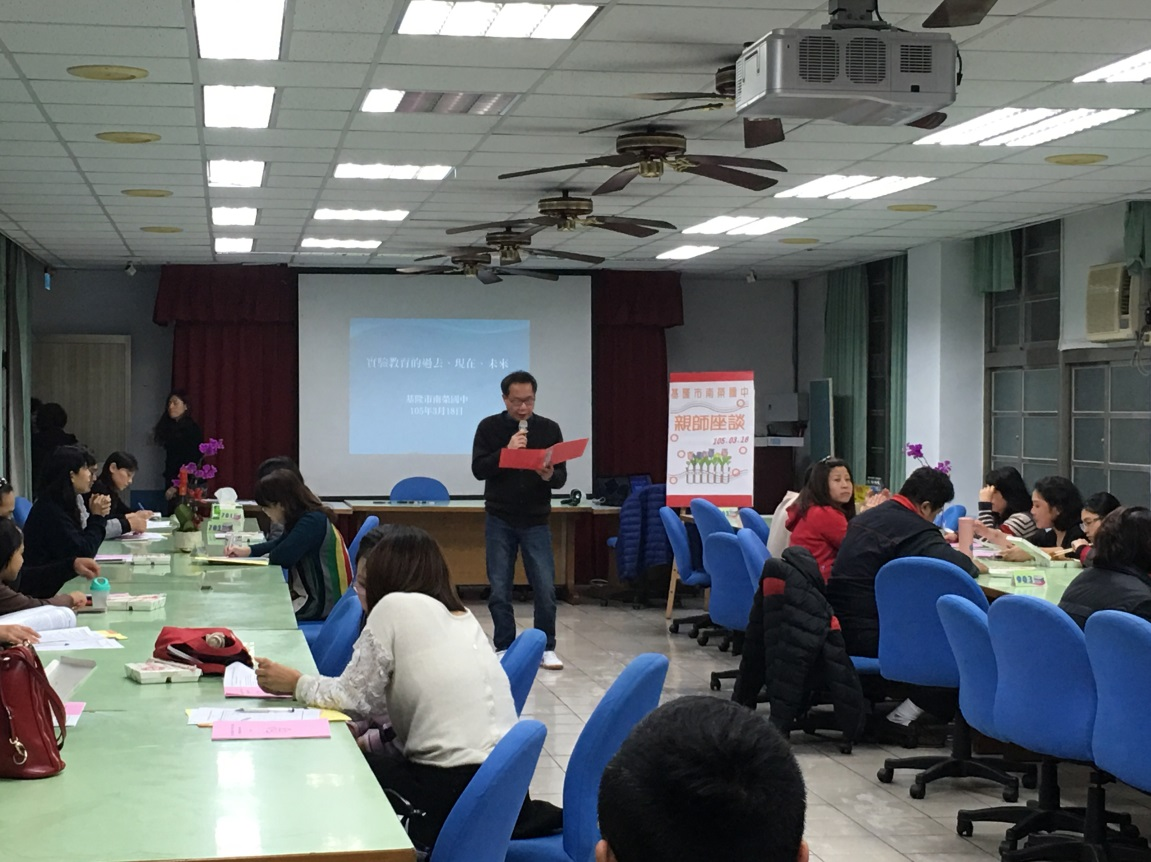 實驗教育的過去、現在、未來
基隆市南榮國中
105年3月18日
基隆市南榮國中
親師座談
105.03.18